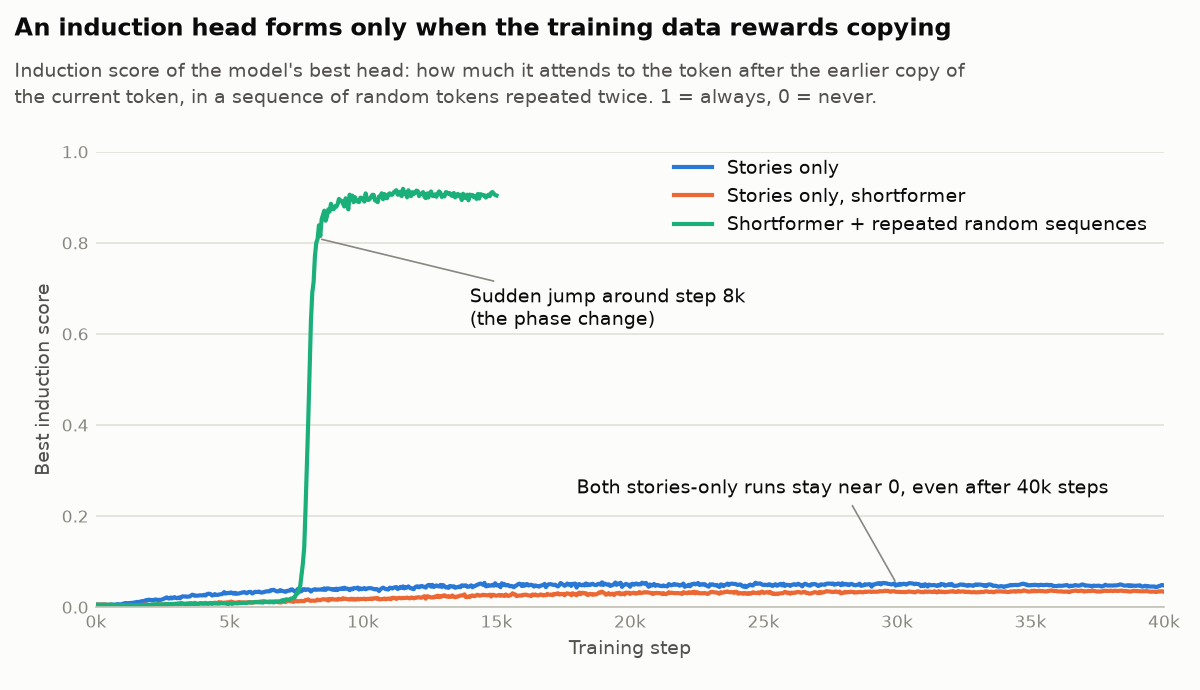 An induction head forms only when the training data rewards copying
Induction score of the model's best head: how much it attends to the token after the earlier copy of
the current token, in a sequence of random tokens repeated twice. 1 = always, 0 = never.
Best induction score
1.0
0.8
0.6
0.4
0.2
0.0
Stories only
Stories only, shortformer
Shortformer + repeated random sequences
Sudden jump around step 8k
(the phase change)
Both stories-only runs stay near 0, even after 40k steps
0k 5k 10k 15k 20k 25k 30k 35k 40k
Training step